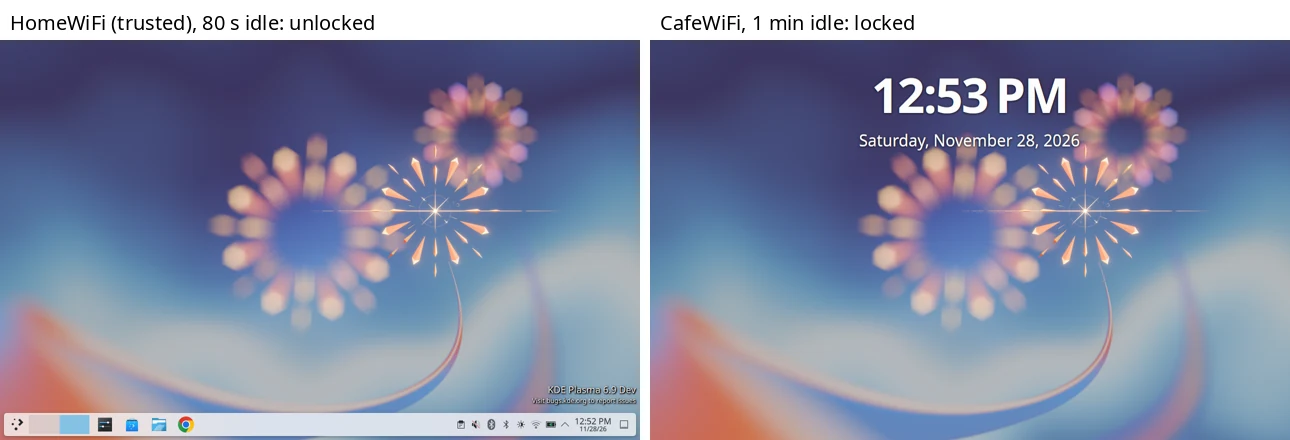 HomeWiFi (trusted), 80 s idle: unlocked
CafeWiFi, 1 min idle: locked
12:53 PM
Saturday, November 28, 2026
KDE Plasma 6.9 Dev
Visit bugs.kde.org to report issues
12:52 PM
11/28/26